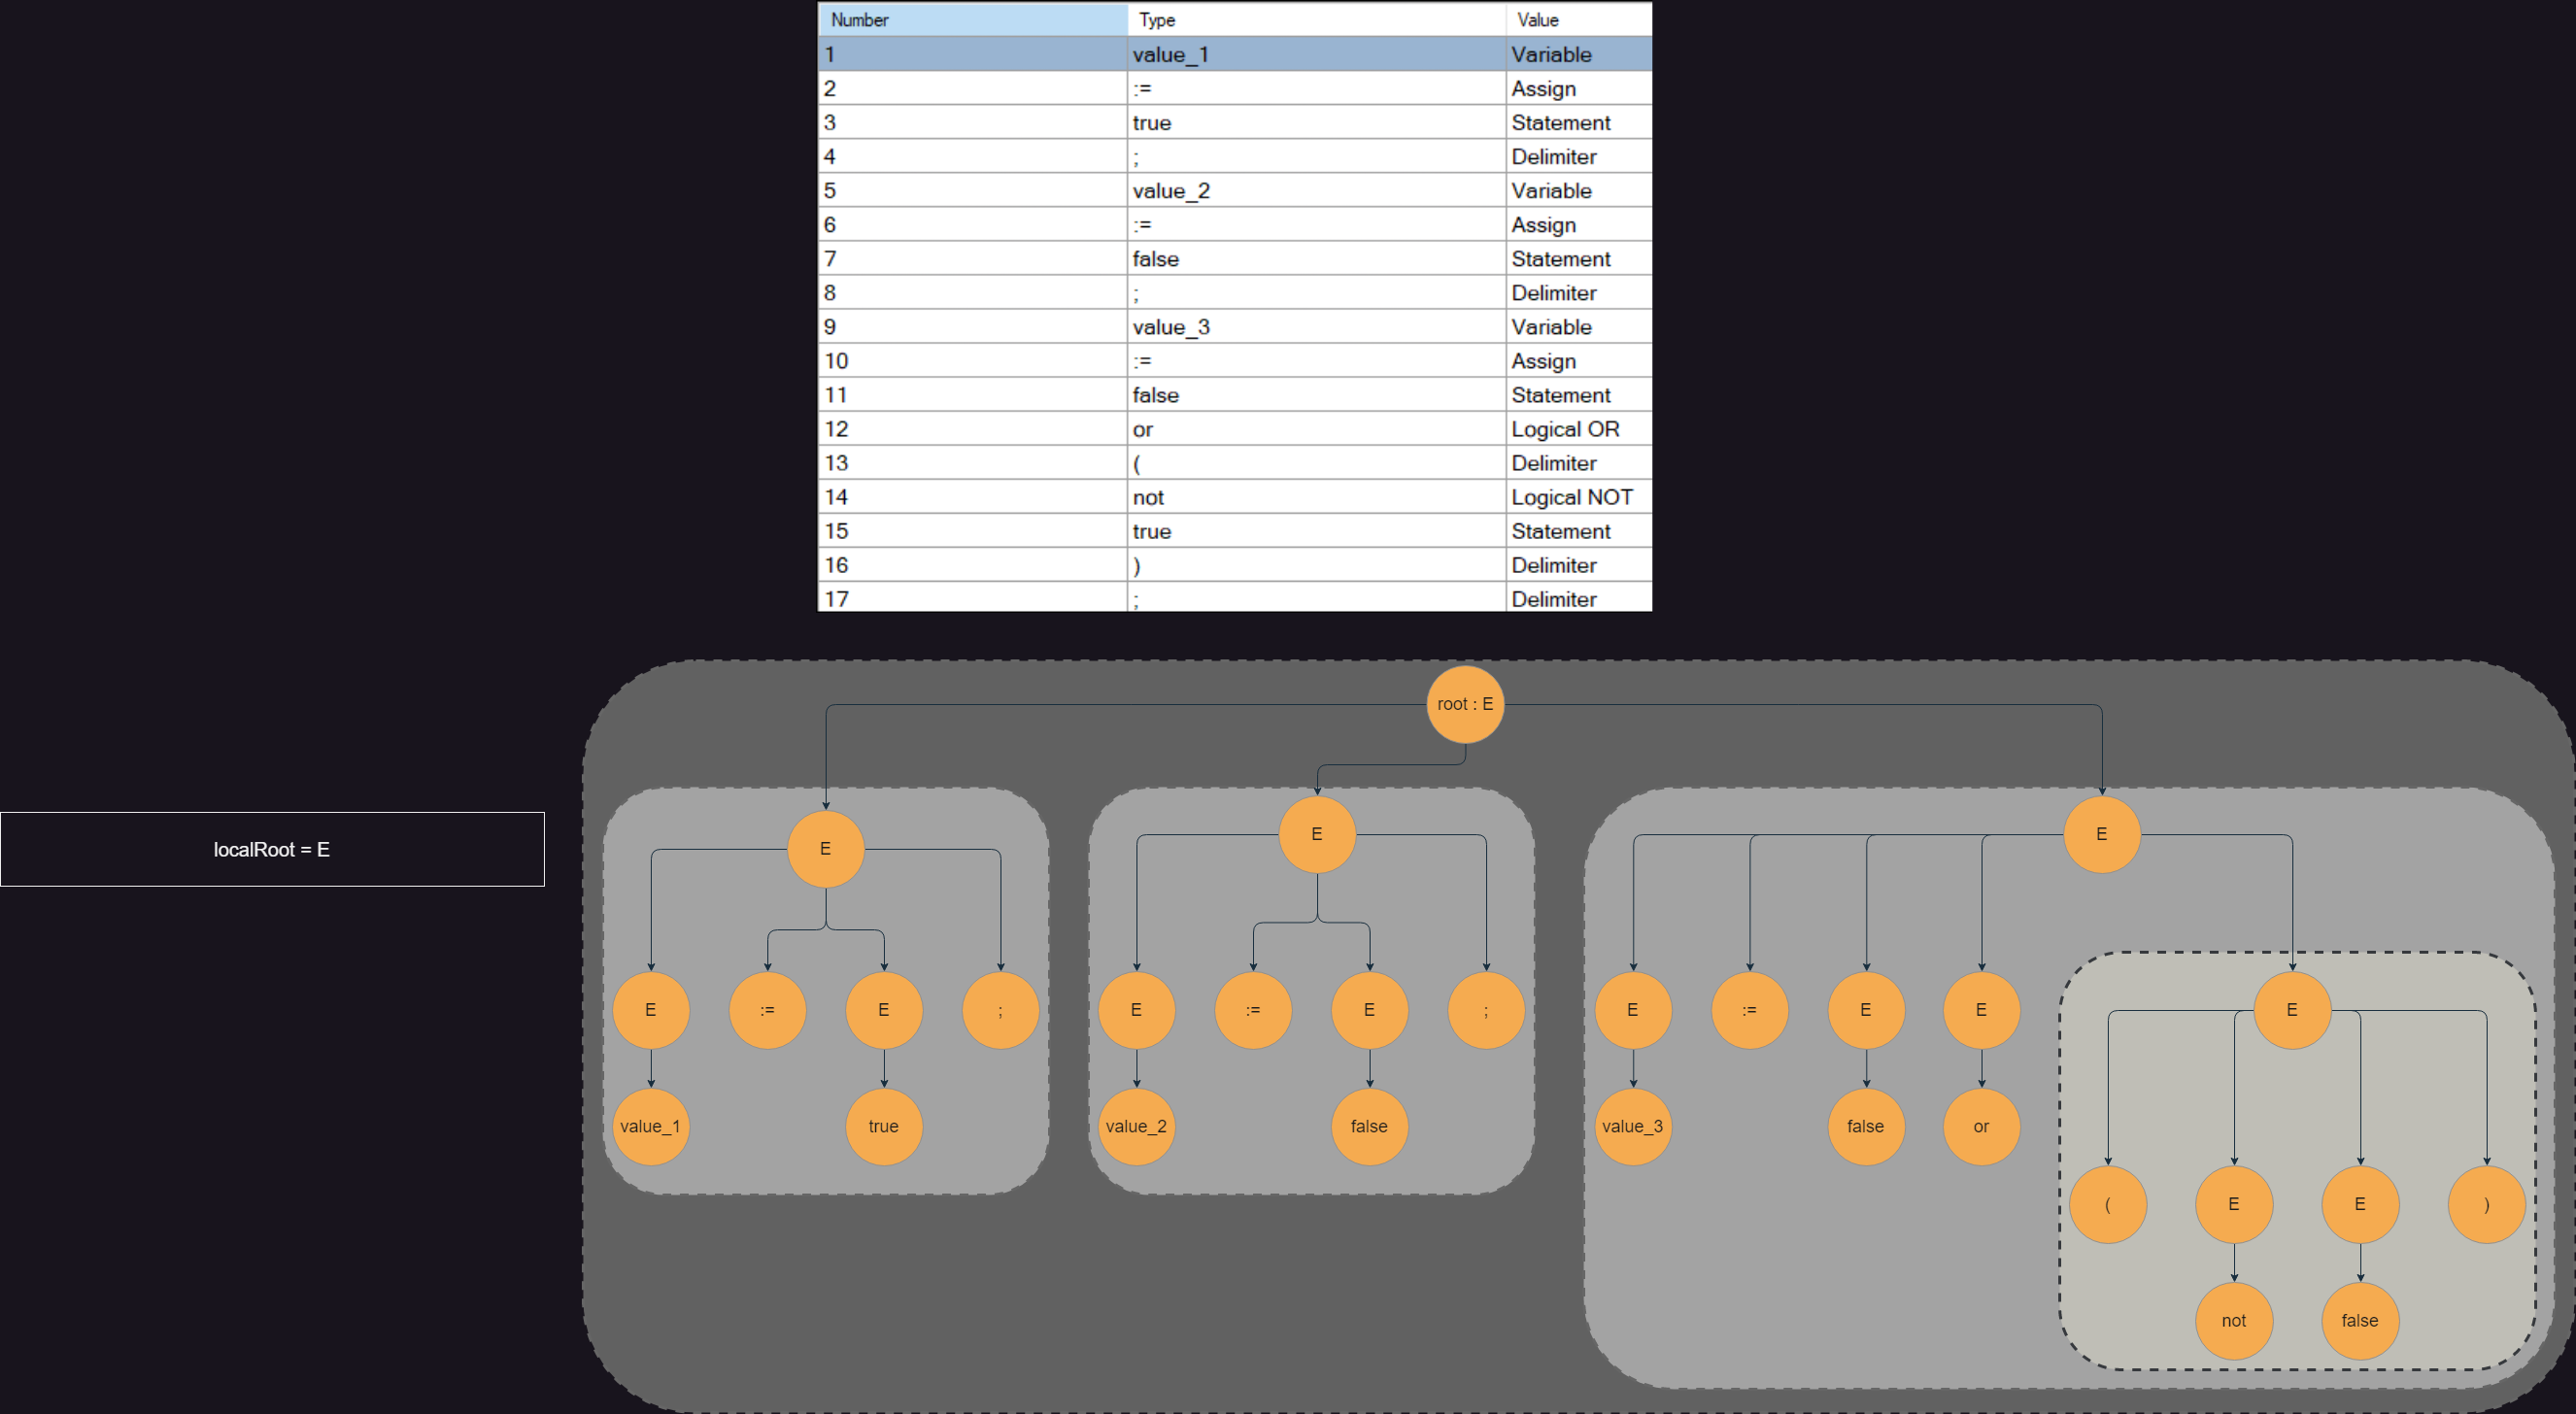 Number Type Value
1 value_1 Variable
2 := Assign
3 true Statement
4 ; Delimiter
5 value_2 Variable
6 := Assign
7 false Statement
8 ; Delimiter
9 value_3 Variable
10 := Assign
11 false Statement
12 or Logical OR
13 ( Delimiter
14 not Logical NOT
15 true Statement
16 ) Delimiter
17 ; Delimiter
root : E
localRoot = E
E E E
E := E ; E := E ; E := E E E
value_1 true value_2 false value_3 false or
( E E )
not false